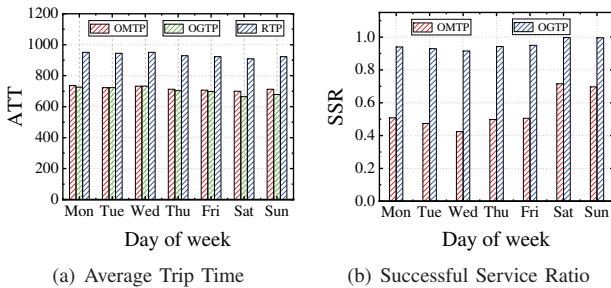 1200
1000
800
600
400
200
0
ATT
OMTP OGTP RTP
Mon Tue Wed Thu Fri Sat Sun
Day of week
(a) Average Trip Time
1.0
0.8
0.6
0.4
0.2
0.0
SSR
OMTP OGTP
Mon Tue Wed Thu Fri Sat Sun
Day of week
(b) Successful Service Ratio